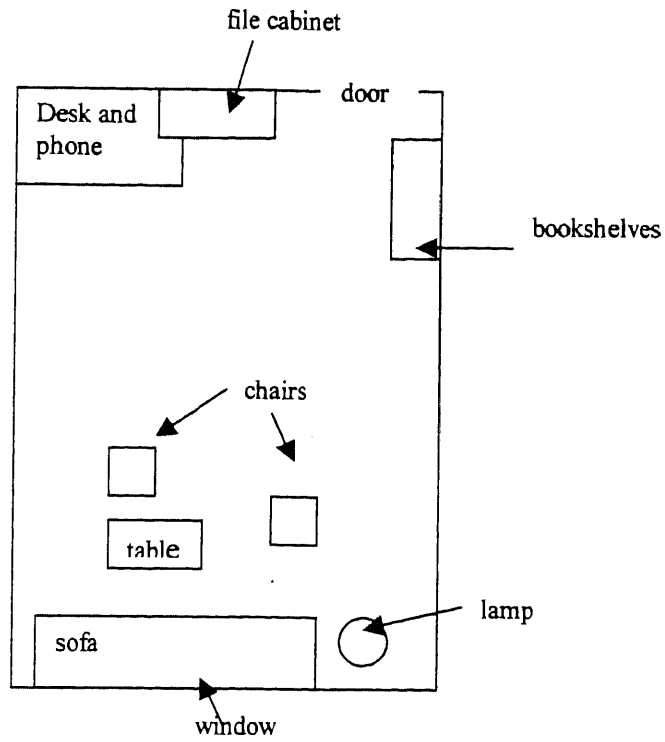 file cabinet
door
Desk and
phone
bookshelves
chairs
table
lamp
sofa
window